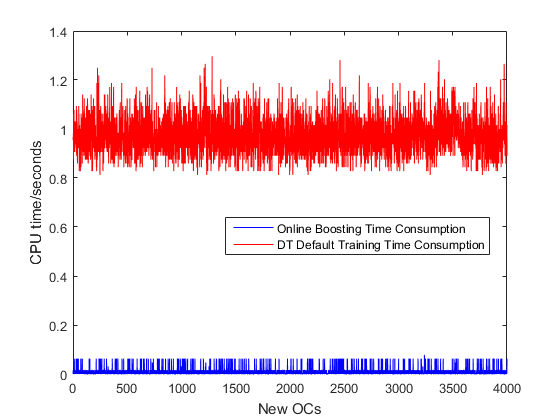 1.4
1.2
1
0.8
0.6
0.4
0.2
0
CPU time/seconds
Online Boosting Time Consumption
DT Default Training Time Consumption
0 500 1000 1500 2000 2500 3000 3500 4000
New OCs